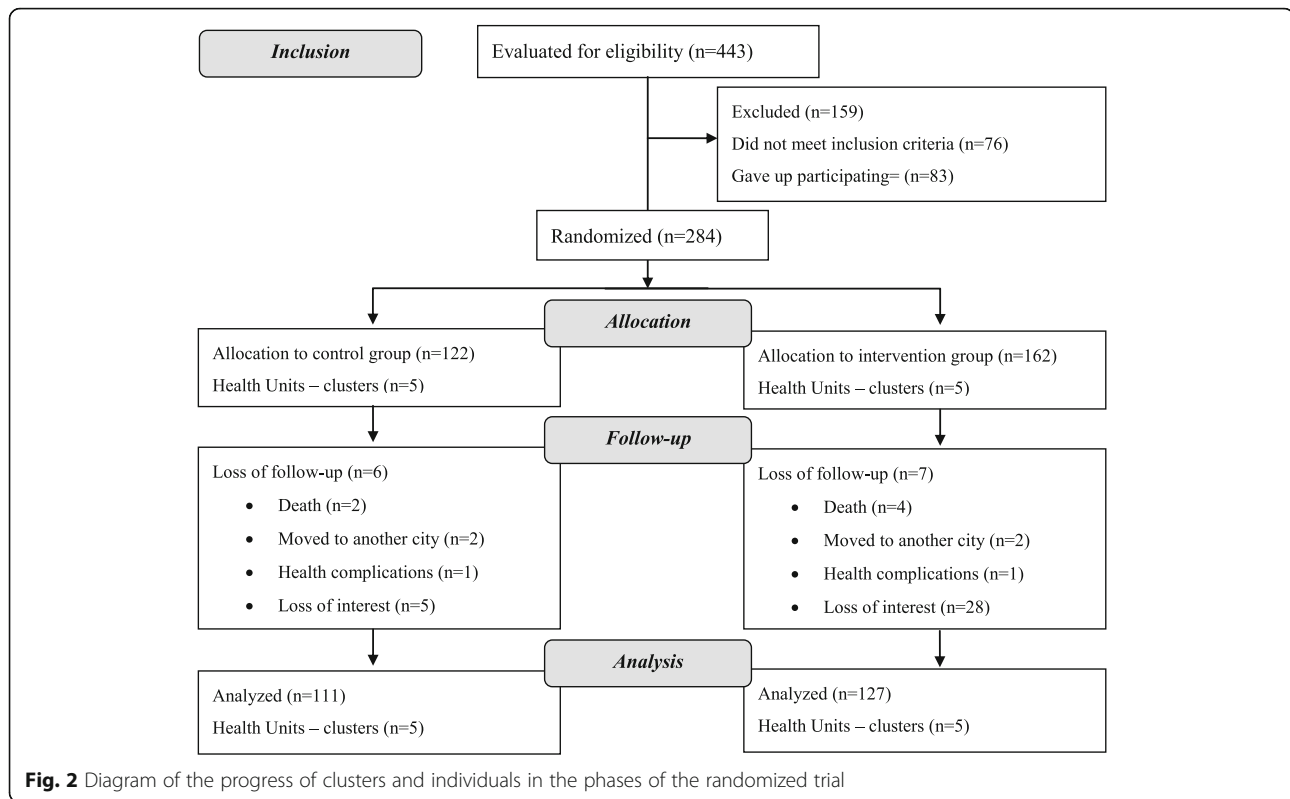 Inclusion
Evaluated for eligibility (n=443)
Excluded (n=159)
Did not meet inclusion criteria (n=76)
Gave up participating= (n=83)
Randomized (n=284)
Allocation
Allocation to control group (n=122)
Health Units – clusters (n=5)
Allocation to intervention group (n=162)
Health Units – clusters (n=5)
Follow-up
Loss of follow-up (n=6)
• Death (n=2)
• Moved to another city (n=2)
• Health complications (n=1)
• Loss of interest (n=5)
Loss of follow-up (n=7)
• Death (n=4)
• Moved to another city (n=2)
• Health complications (n=1)
• Loss of interest (n=28)
Analysis
Analyzed (n=111)
Health Units – clusters (n=5)
Analyzed (n=127)
Health Units – clusters (n=5)
Fig. 2 Diagram of the progress of clusters and individuals in the phases of the randomized trial